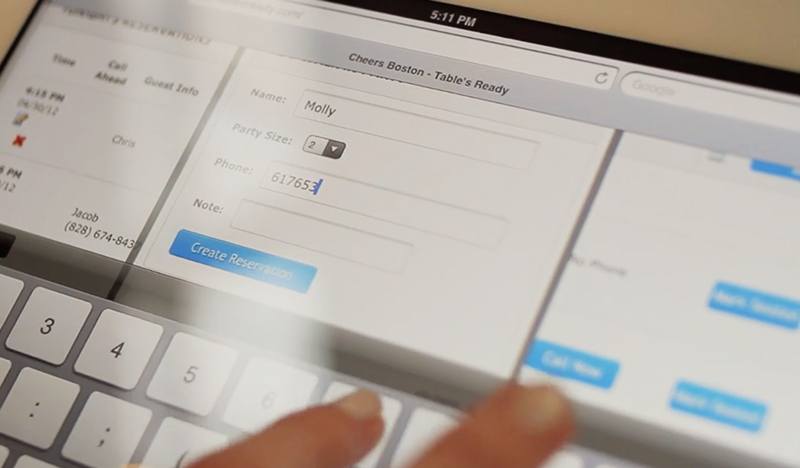 5:11 PM
Cheers Boston - Table's Ready
Google
Time
Call
Ahead
Guest Info
6:15 PM
06/30/12
Chris
Jacob
(828) 674-843
Name:
Molly
Party Size:
2
Phone:
617653
Note:
Create Reservation
Phone
Call Now
3
4
5
6
:
;